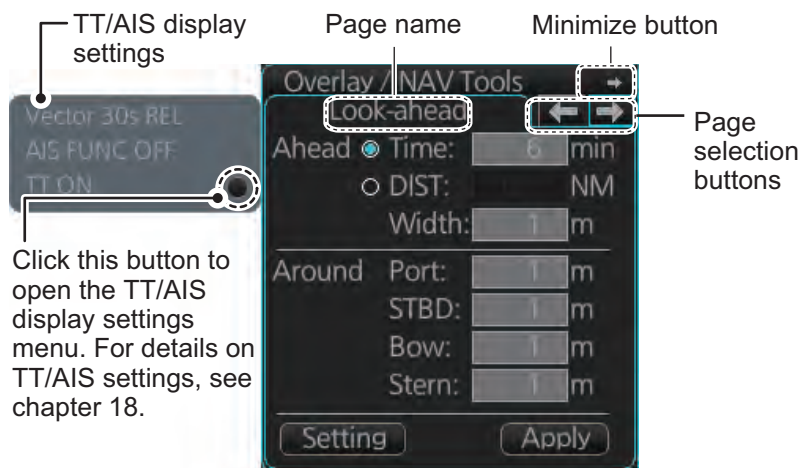 TT/AIS display
settings
Page name
Minimize button
Vector 30s REL
AIS FUNC OFF
TT ON
Click this button to
open the TT/AIS
display settings
menu. For details on
TT/AIS settings, see
chapter 18.
Overlay / NAV Tools
Look-ahead
Ahead Time: 6 min
DIST: NM
Width: 1 m
Around Port: 1 m
STBD: 1 m
Bow: 1 m
Stern: 1 m
Setting Apply
Page
selection
buttons